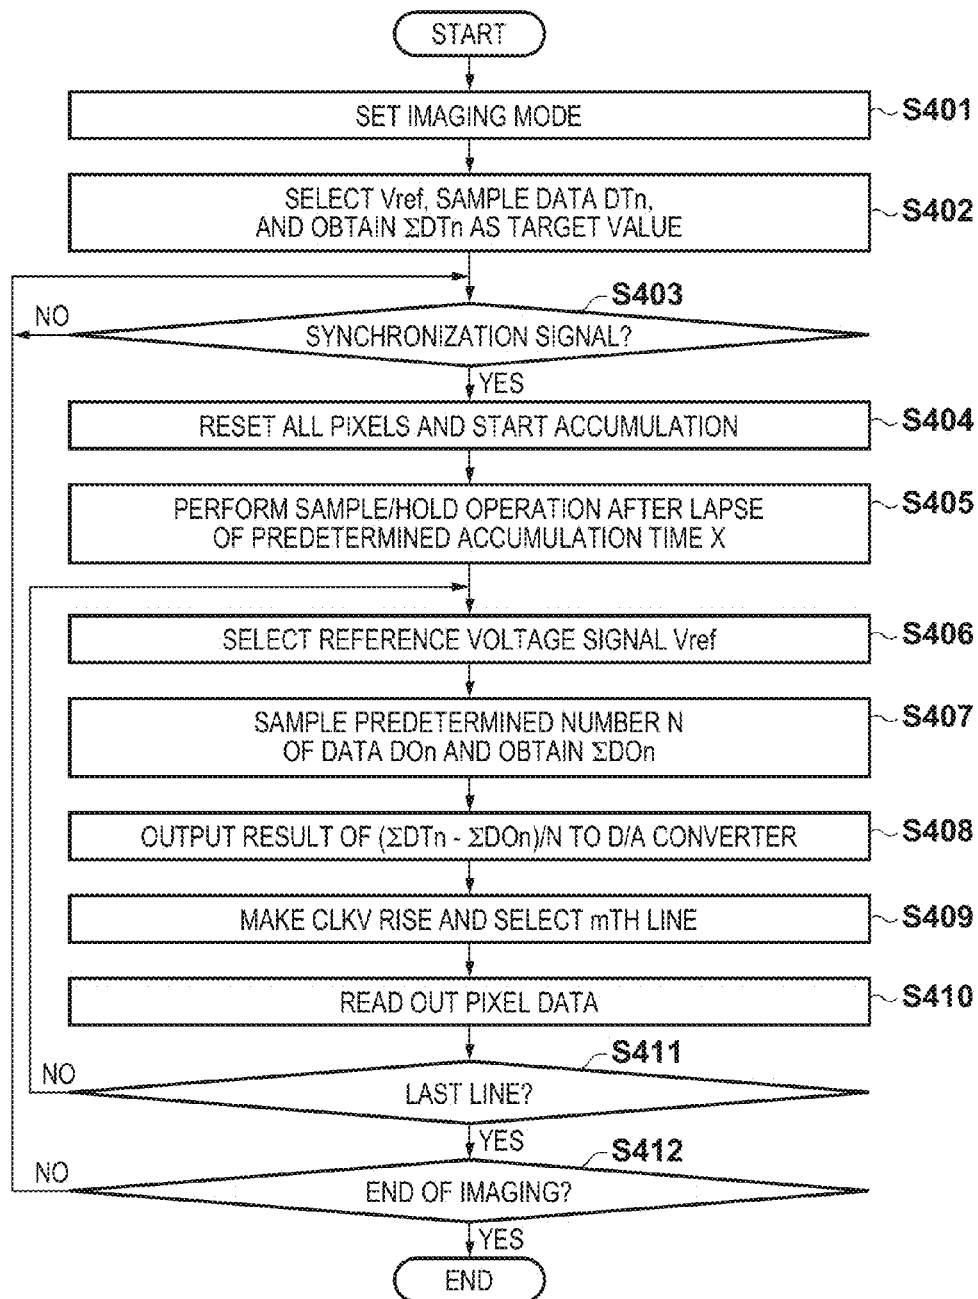 START
SET IMAGING MODE
S401
SELECT Vref, SAMPLE DATA DTn,
AND OBTAIN ΣDTn AS TARGET VALUE
S402
S403
NO
SYNCHRONIZATION SIGNAL?
YES
RESET ALL PIXELS AND START ACCUMULATION
S404
PERFORM SAMPLE/HOLD OPERATION AFTER LAPSE
OF PREDETERMINED ACCUMULATION TIME X
S405
SELECT REFERENCE VOLTAGE SIGNAL Vref
S406
SAMPLE PREDETERMINED NUMBER N
OF DATA DOn AND OBTAIN ΣDOn
S407
OUTPUT RESULT OF (ΣDTn - ΣDOn)/N TO D/A CONVERTER
S408
MAKE CLKV RISE AND SELECT mTH LINE
S409
READ OUT PIXEL DATA
S410
S411
NO
LAST LINE?
YES
S412
NO
END OF IMAGING?
YES
END